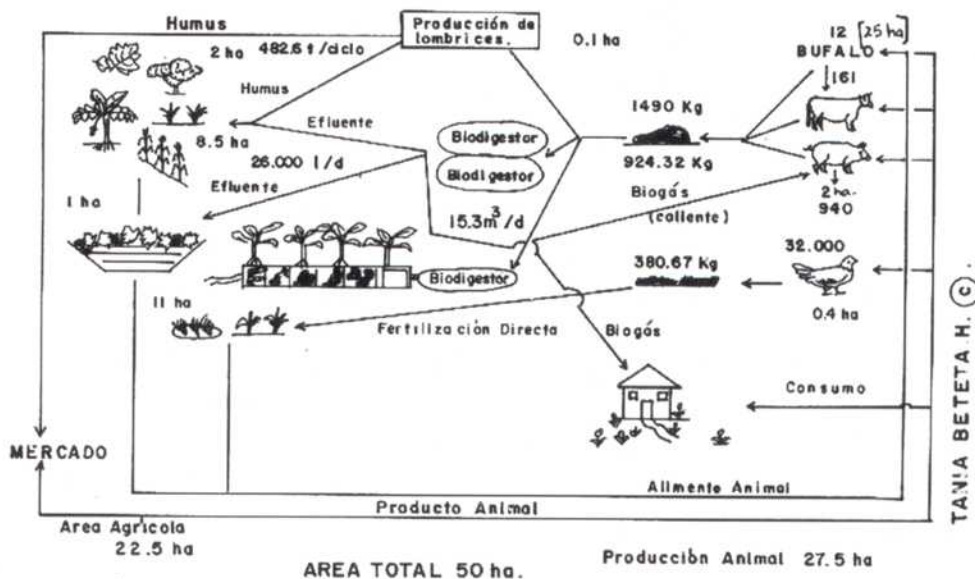 Humus
Producción de
lombrices.
0.1 ha
12 [25 ha]
BUFALO
2 ha
482.6 t/ciclo
Humus
161
1490 Kg
Efluente
8.5 ha
Biodigestor
Biodigestor
924.32 Kg
26.000 l/d
Efluente
Biogás
(caliente)
2 ha.
940
1 ha
15.3m³/d
32.000
380.67 Kg
Biodigestor
0.4 ha
11 ha
Fertilización Directa
Biogás
Consumo
MERCADO
Alimento Animal
Producto Animal
Area Agrícola
22.5 ha
Producción Animal 27.5 ha
AREA TOTAL 50 ha.
TANIA BETETA H. ©.